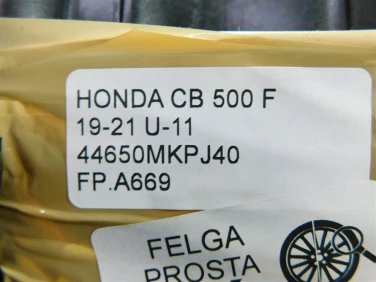 HONDA CB 500 F
19-21 U-11
44650MKPJ40
FP.A669
FELGA
PROSTA